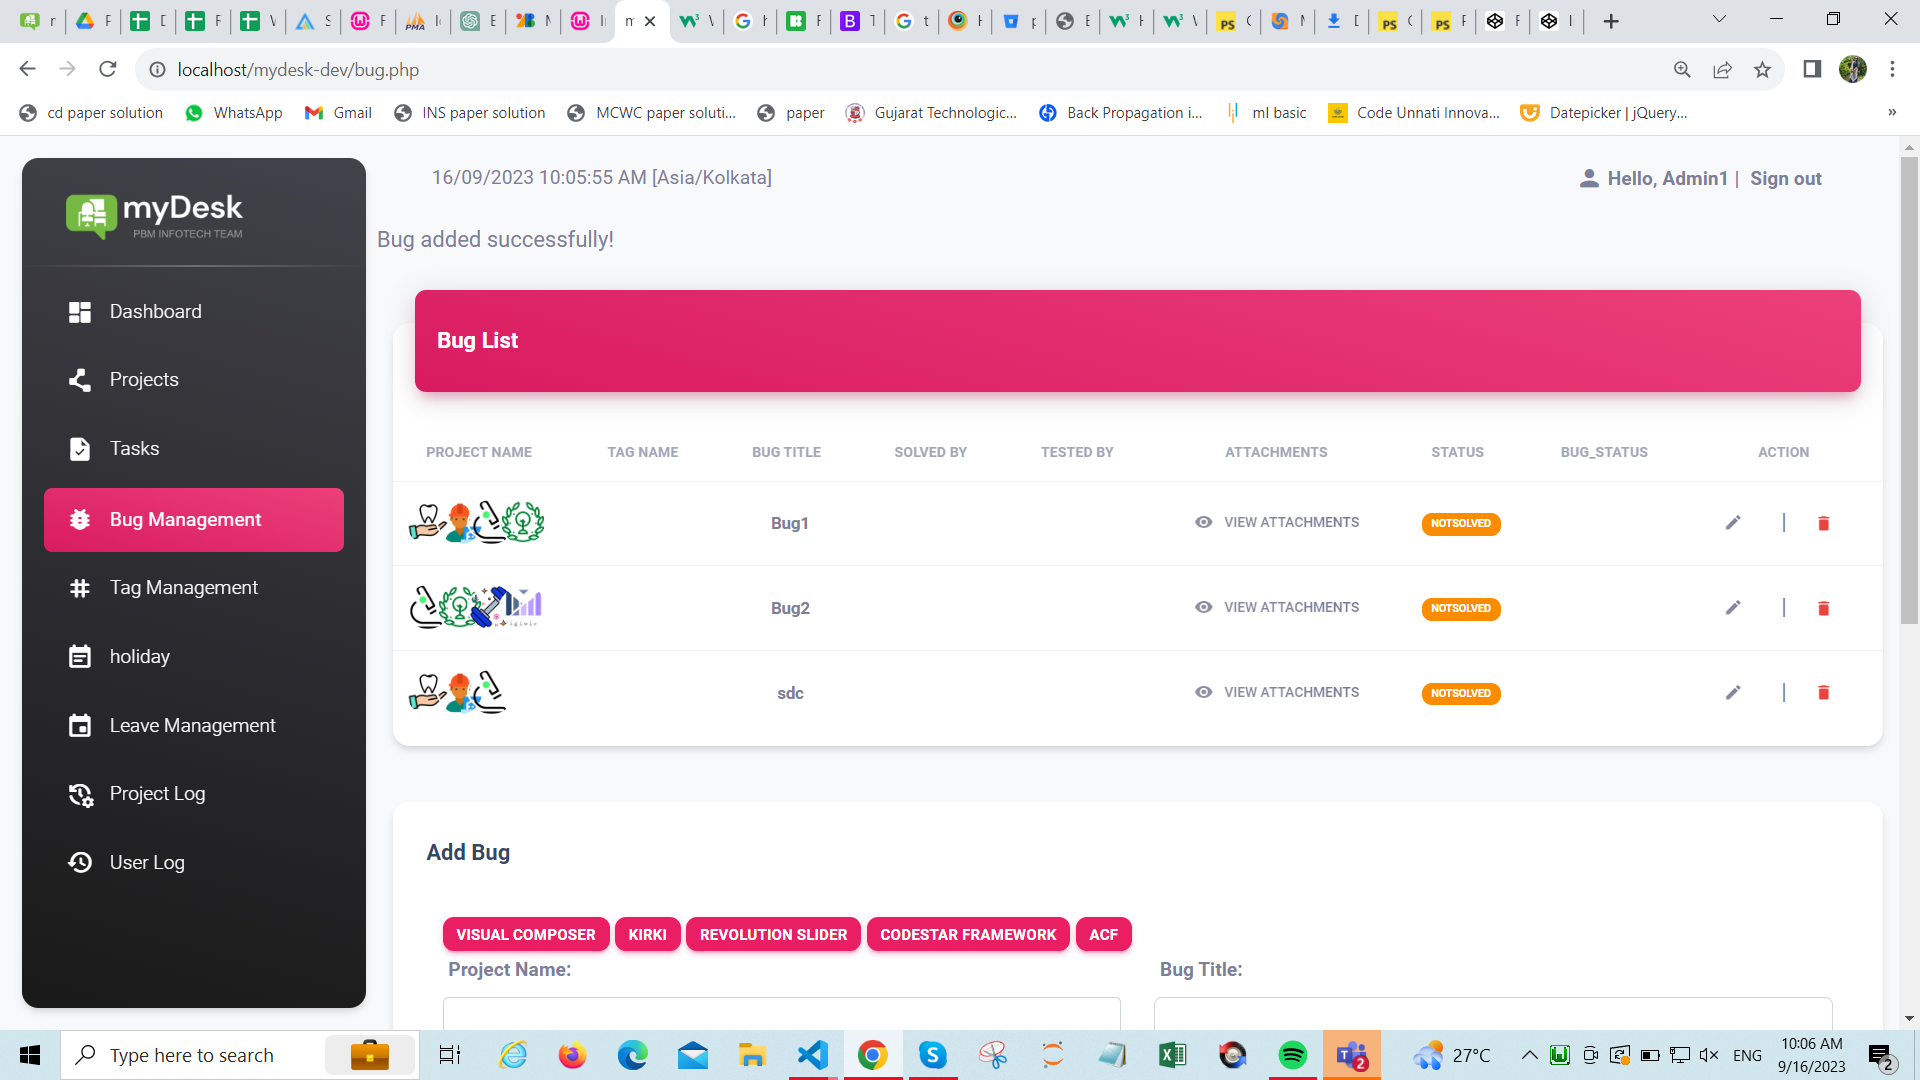 localhost/mydesk-dev/bug.php
cd paper solution WhatsApp Gmail INS paper solution MCWC paper soluti... paper Gujarat Technologic... Back Propagation i... ml basic Code Unnati Innova... Datepicker | jQuery... »
16/09/2023 10:05:55 AM [Asia/Kolkata]
Hello, Admin1 | Sign out
myDesk
PBM INFOTECH TEAM
Bug added successfully!
Dashboard
Projects
Tasks
Bug Management
Tag Management
holiday
Leave Management
Project Log
User Log
Bug List
PROJECT NAME TAG NAME BUG TITLE SOLVED BY TESTED BY ATTACHMENTS STATUS BUG_STATUS ACTION
Bug1 VIEW ATTACHMENTS NOTSOLVED |
Bug2 VIEW ATTACHMENTS NOTSOLVED |
sdc VIEW ATTACHMENTS NOTSOLVED |
Add Bug
VISUAL COMPOSER KIRKI REVOLUTION SLIDER CODESTAR FRAMEWORK ACF
Project Name: Bug Title:
Type here to search
27°C
ENG
10:06 AM
9/16/2023
2
2